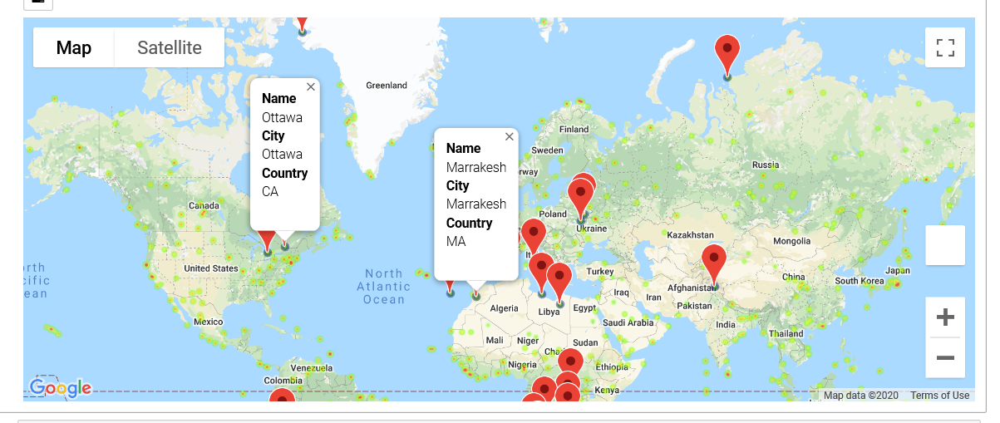 Map
Satellite
Greenland
Name
Ottawa
City
Ottawa
Country
CA
Name
Marrakesh
City
Marrakesh
Country
MA
Finland
Sweden
rway
Russia
Canada
Poland
Ukraine
Kazakhstan
Mongolia
United States
North
Atlantic
Ocean
orth
cific
ean
It
Turkey
Japan
China
South Korea
Afghanistan
Iraq
Iran
Pakistan
Algeria
Libya
Egypt
Saudi Arabia
India
Mexico
Thailand
Mali
Niger
Cha
Sudan
Nigeria
Ethiopia
Venezuela
Colombia
Kenya
Google
Map data ©2020
Terms of Use